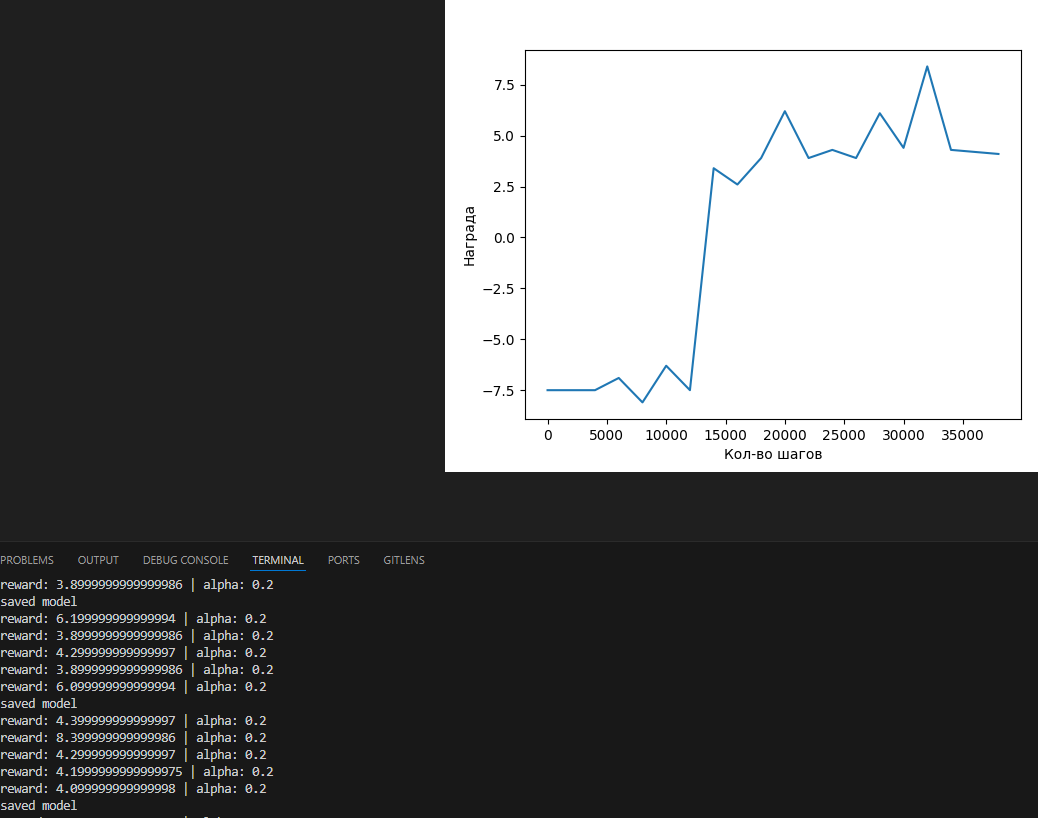 7.5
5.0
2.5
0.0
−2.5
−5.0
−7.5
Награда
0 5000 10000 15000 20000 25000 30000 35000
Кол-во шагов
PROBLEMS OUTPUT DEBUG CONSOLE TERMINAL PORTS GITLENS
reward: 3.8999999999999986 | alpha: 0.2
saved model
reward: 6.199999999999994 | alpha: 0.2
reward: 3.8999999999999986 | alpha: 0.2
reward: 4.299999999999997 | alpha: 0.2
reward: 3.8999999999999986 | alpha: 0.2
reward: 6.099999999999994 | alpha: 0.2
saved model
reward: 4.399999999999997 | alpha: 0.2
reward: 8.399999999999986 | alpha: 0.2
reward: 4.299999999999997 | alpha: 0.2
reward: 4.1999999999999975 | alpha: 0.2
reward: 4.099999999999998 | alpha: 0.2
saved model